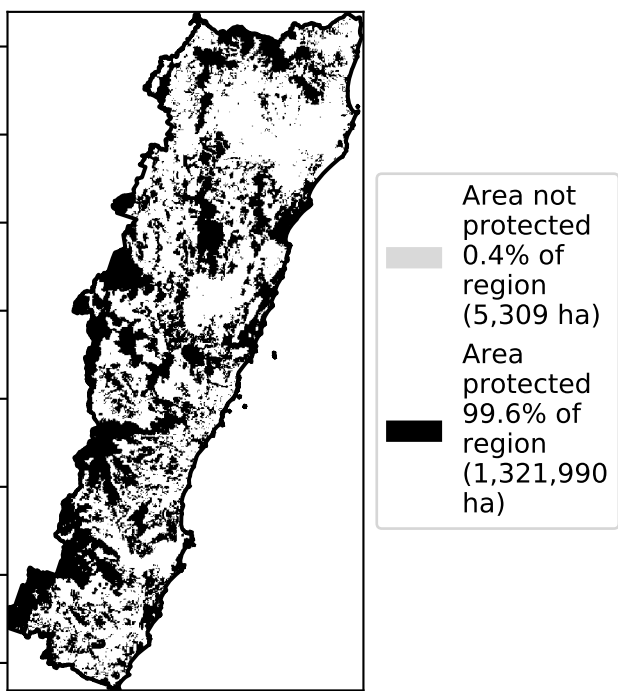 Area not
protected
0.4% of
region
(5,309 ha)
Area
protected
99.6% of
region
(1,321,990
ha)